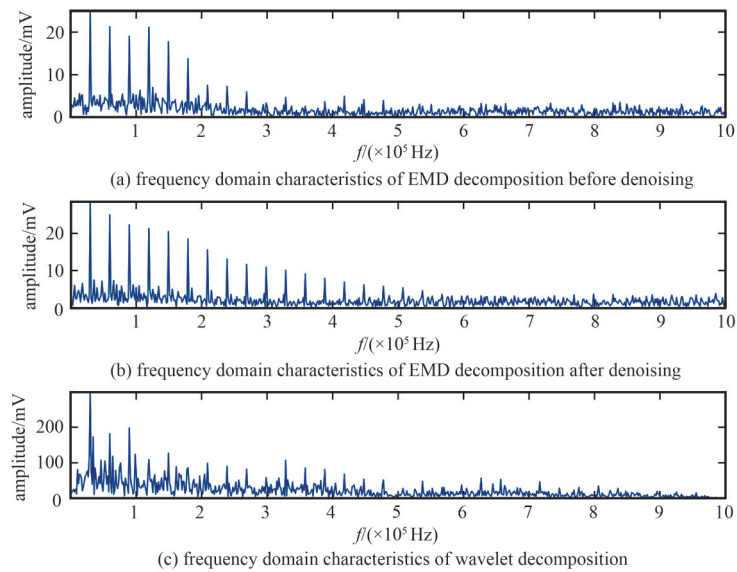 amplitude/mV
20
10
0
1 2 3 4 5 6 7 8 9 10
f/(×10⁵ Hz)
(a) frequency domain characteristics of EMD decomposition before denoising
amplitude/mV
20
10
0
1 2 3 4 5 6 7 8 9 10
f/(×10⁵ Hz)
(b) frequency domain characteristics of EMD decomposition after denoising
amplitude/mV
200
100
0
1 2 3 4 5 6 7 8 9 10
f/(×10⁵ Hz)
(c) frequency domain characteristics of wavelet decomposition